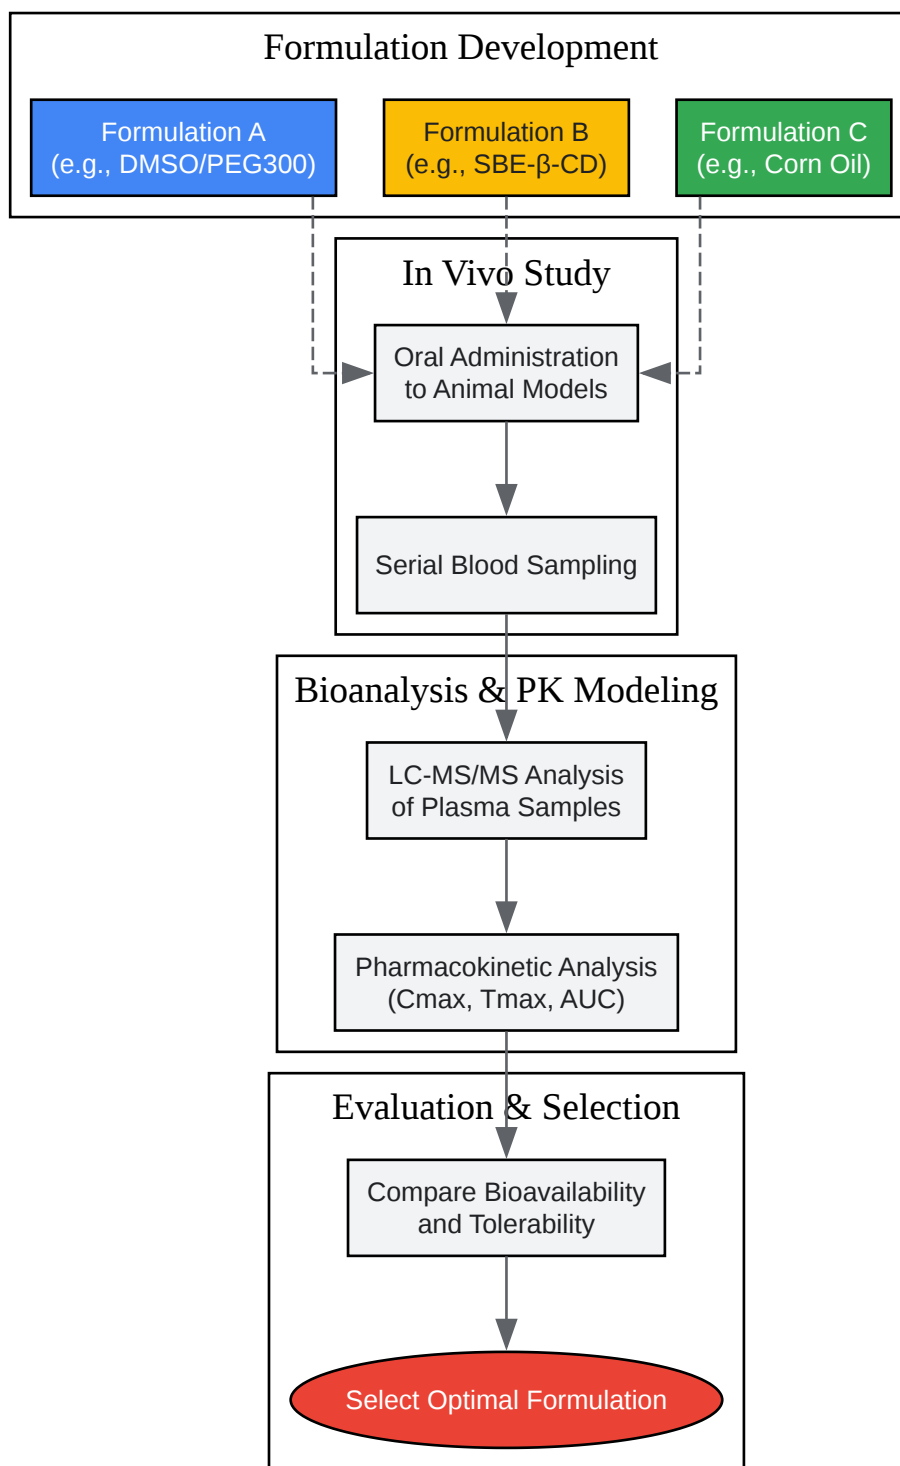 Formulation Development
Formulation A
(e.g., DMSO/PEG300)
Formulation B
(e.g., SBE-β-CD)
Formulation C
(e.g., Corn Oil)
In Vivo Study
Oral Administration
to Animal Models
Serial Blood Sampling
Bioanalysis & PK Modeling
LC-MS/MS Analysis
of Plasma Samples
Pharmacokinetic Analysis
(Cmax, Tmax, AUC)
Evaluation & Selection
Compare Bioavailability
and Tolerability
Select Optimal Formulation